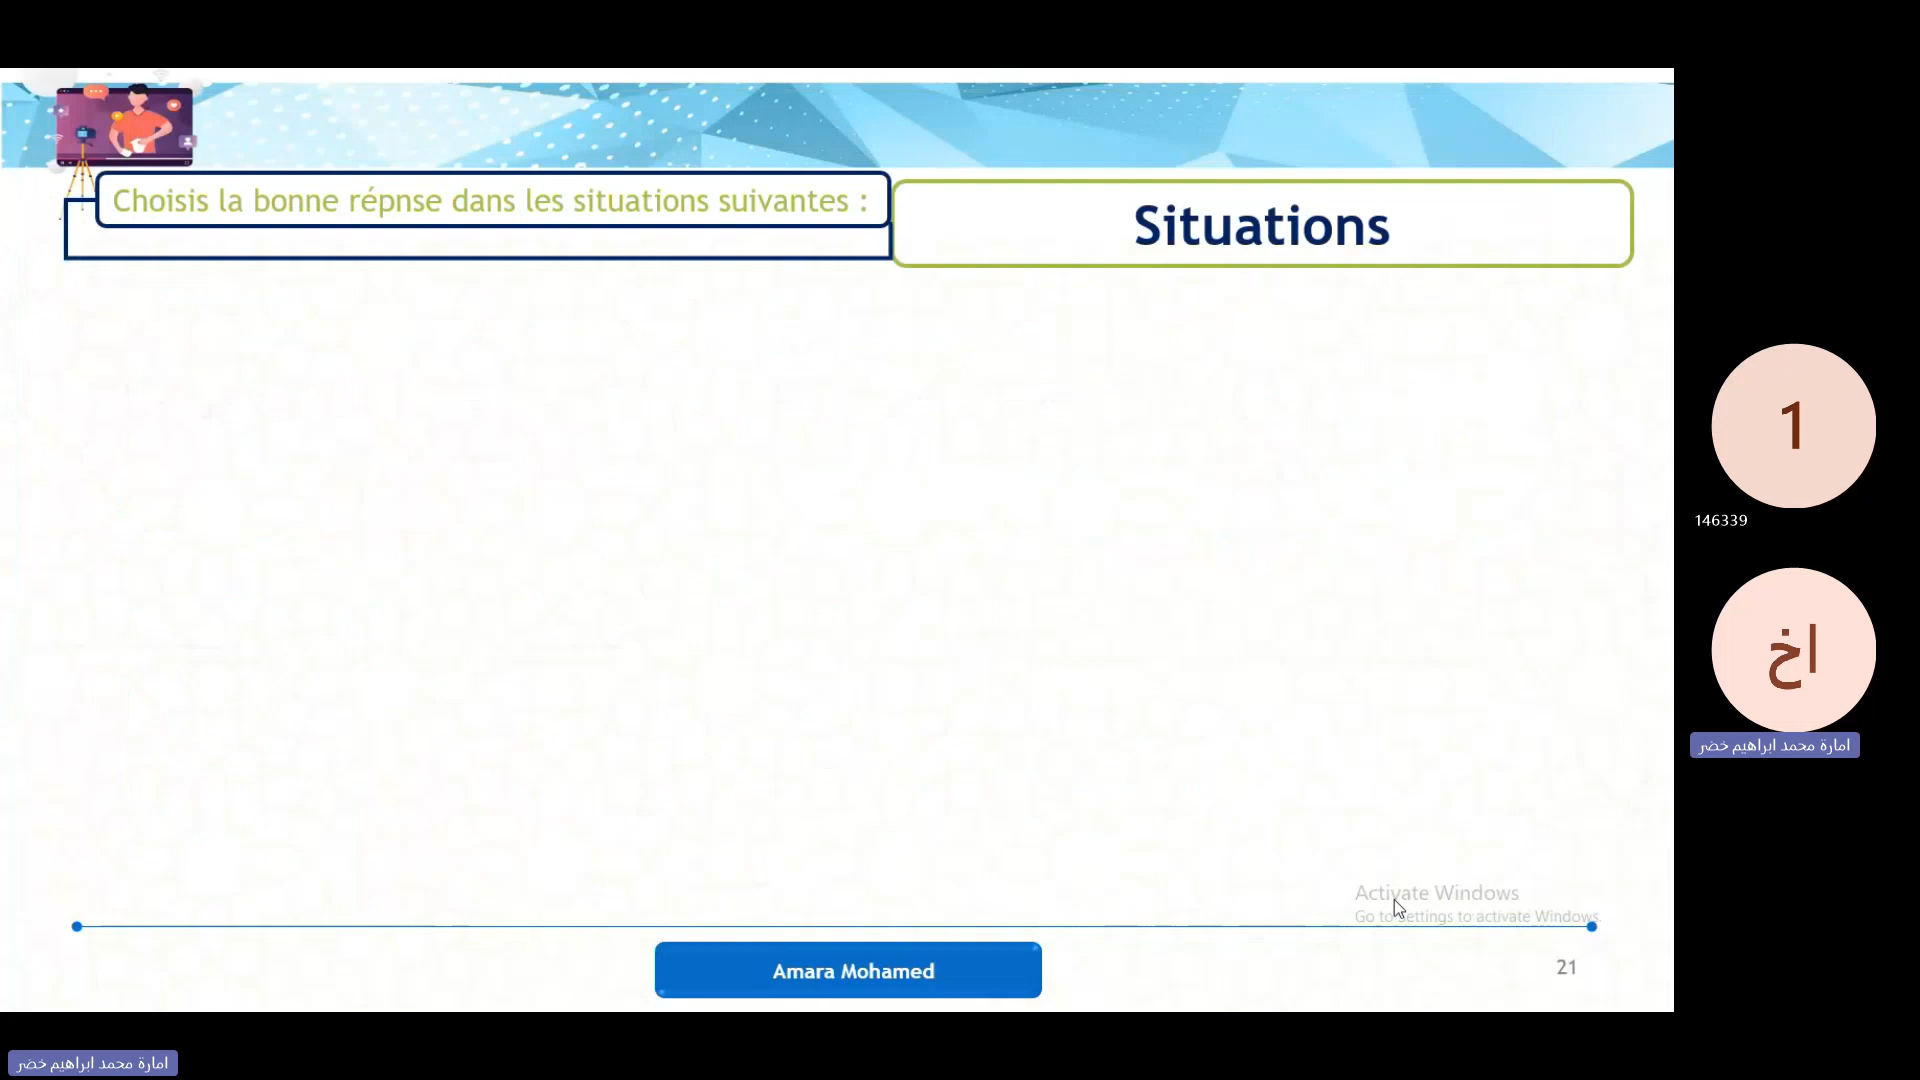 Choisis la bonne répnse dans les situations suivantes :
Situations
1
146339
اخ
امارة محمد ابراهيم خضر
Activate Windows
Go to Settings to activate Windows.
Amara Mohamed
21
امارة محمد ابراهيم خضر